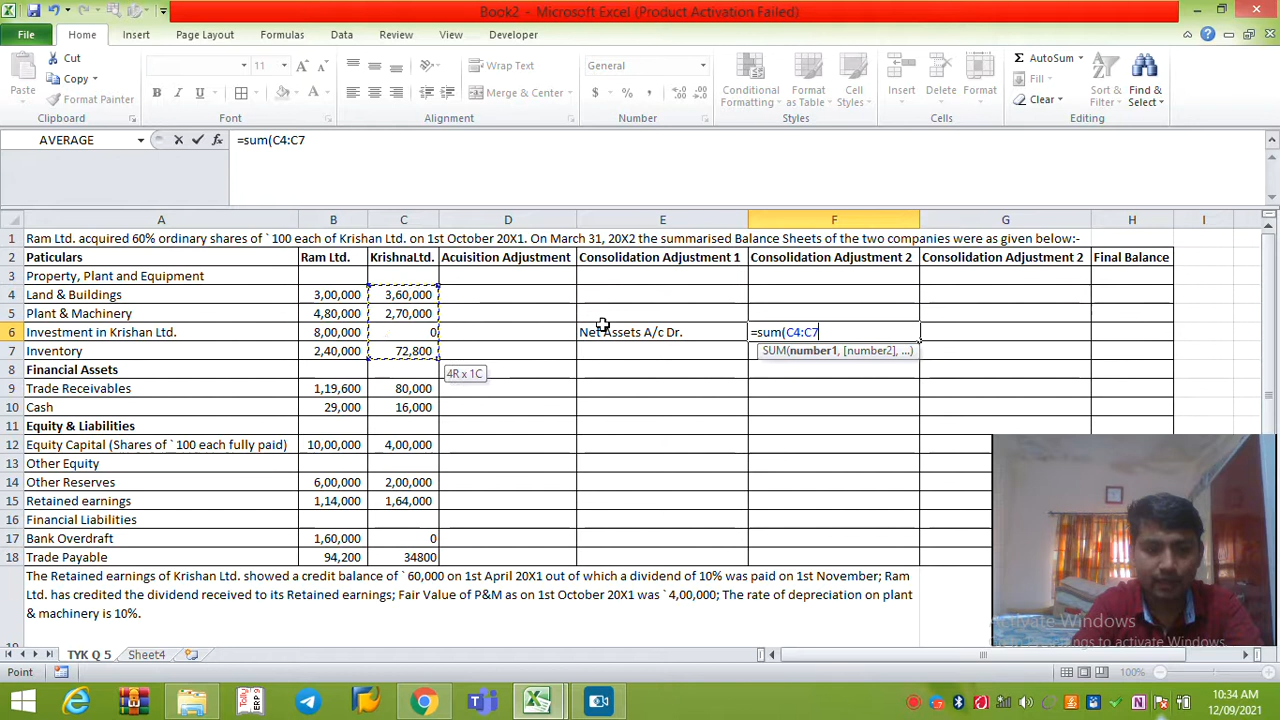 Book2 - Microsoft Excel (Product Activation Failed)
File Home Insert Page Layout Formulas Data Review View Developer
Cut
Copy
Format Painter
Paste
Clipboard
11
A A
B I U
Font
Wrap Text
Merge & Center
Alignment
General
$ % ,
Number
Conditional Formatting
Format as Table
Cell Styles
Styles
Insert Delete Format
Cells
AutoSum
Fill
Clear
Sort & Filter
Find & Select
Editing
AVERAGE fx =sum(C4:C7
A B C D E F G H I
1 Ram Ltd. acquired 60% ordinary shares of `100 each of Krishan Ltd. on 1st October 20X1. On March 31, 20X2 the summarised Balance Sheets of the two companies were as given below:-
2 Paticulars Ram Ltd. KrishnaLtd. Acuisition Adjustment Consolidation Adjustment 1 Consolidation Adjustment 2 Consolidation Adjustment 2 Final Balance
3 Property, Plant and Equipment
4 Land & Buildings 3,00,000 3,60,000
5 Plant & Machinery 4,80,000 2,70,000
6 Investment in Krishan Ltd. 8,00,000 0 Net Assets A/c Dr. =sum(C4:C7
7 Inventory 2,40,000 72,800 SUM(number1, [number2], ...)
8 Financial Assets 4R x 1C
9 Trade Receivables 1,19,600 80,000
10 Cash 29,000 16,000
11 Equity & Liabilities
12 Equity Capital (Shares of `100 each fully paid) 10,00,000 4,00,000
13 Other Equity
14 Other Reserves 6,00,000 2,00,000
15 Retained earnings 1,14,000 1,64,000
16 Financial Liabilities
17 Bank Overdraft 1,60,000 0
18 Trade Payable 94,200 34800
The Retained earnings of Krishan Ltd. showed a credit balance of `60,000 on 1st April 20X1 out of which a dividend of 10% was paid on 1st November; Ram
Ltd. has credited the dividend received to its Retained earnings; Fair Value of P&M as on 1st October 20X1 was `4,00,000; The rate of depreciation on plant
& machinery is 10%.
19
Activate Windows
TYK Q 5 Sheet4
Point 100%
10:34 AM
12/09/2021